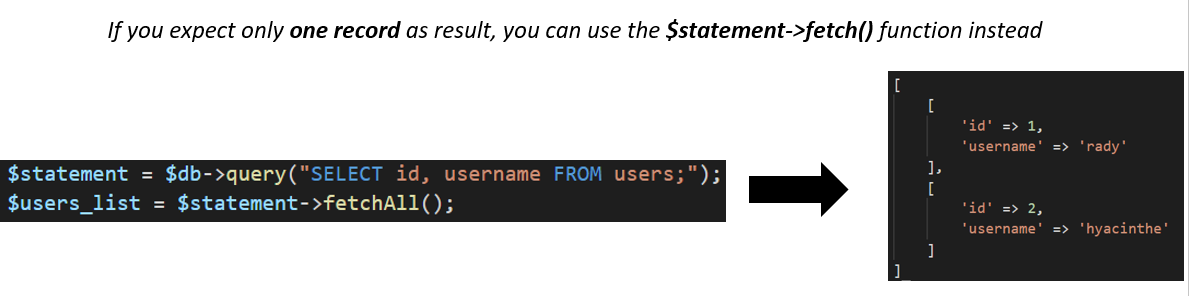 If you expect only one record as result, you can use the $statement->fetch() function instead
$statement = $db->query("SELECT id, username FROM users;");
$users_list = $statement->fetchAll();
[
[
'id' => 1,
'username' => 'rady'
],
[
'id' => 2,
'username' => 'hyacinthe'
]
]